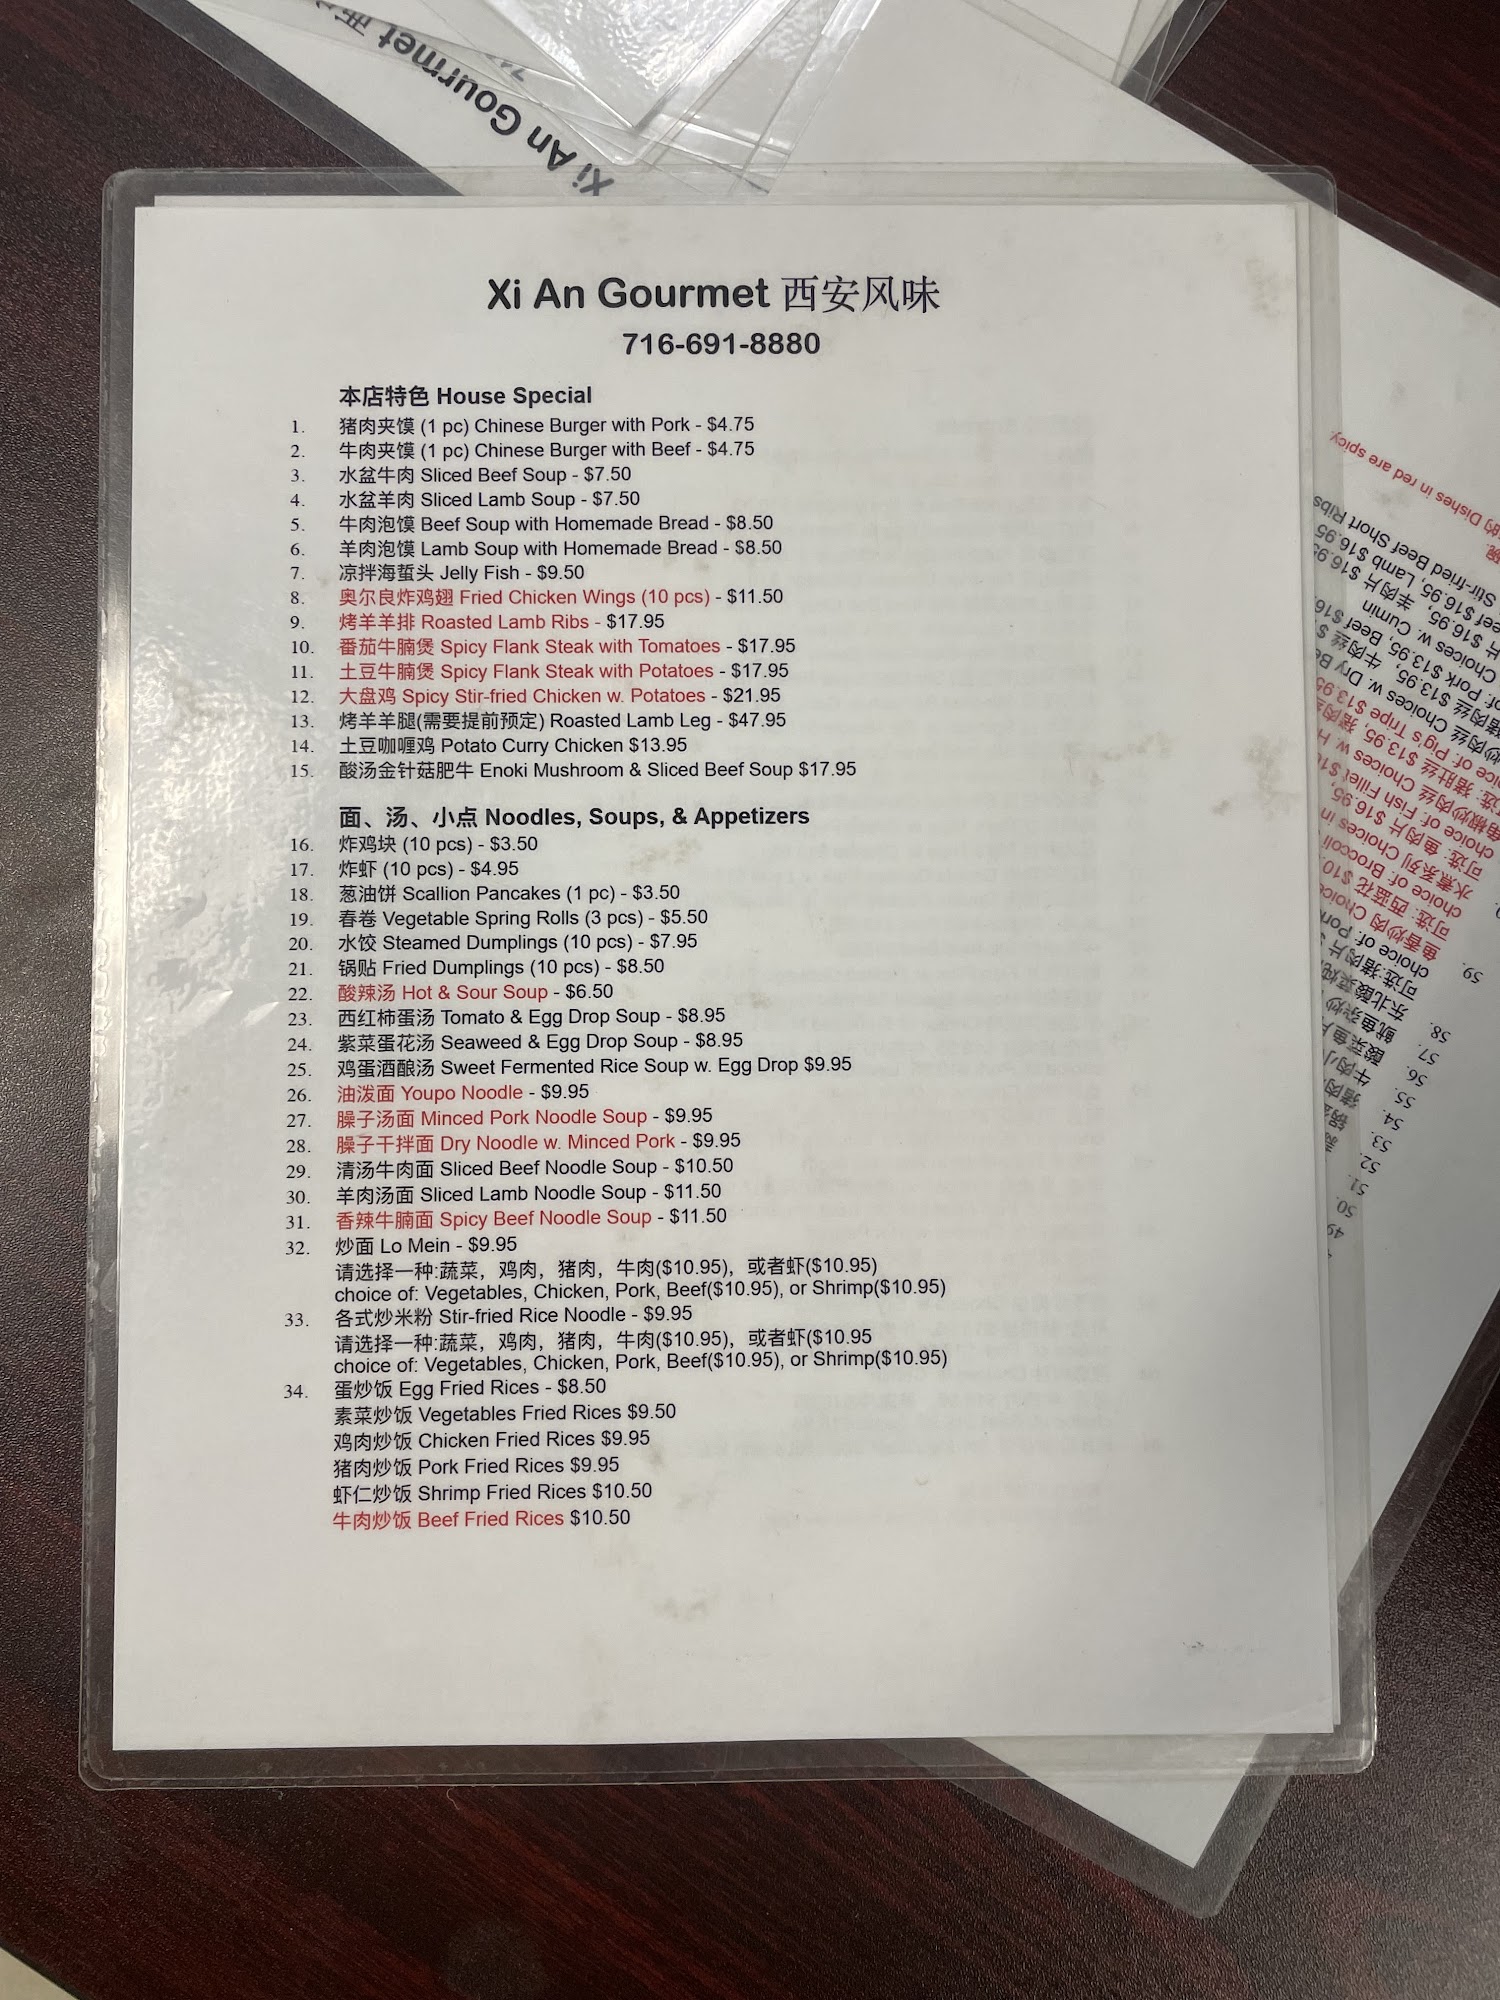 Xi An Gourmet
Xi An Gourmet 西安风味
716-691-8880
本店特色 House Special
1. 猪肉夹馍 (1 pc) Chinese Burger with Pork - $4.75
2. 牛肉夹馍 (1 pc) Chinese Burger with Beef - $4.75
3. 水盆牛肉 Sliced Beef Soup - $7.50
4. 水盆羊肉 Sliced Lamb Soup - $7.50
5. 牛肉泡馍 Beef Soup with Homemade Bread - $8.50
6. 羊肉泡馍 Lamb Soup with Homemade Bread - $8.50
7. 凉拌海蜇头 Jelly Fish - $9.50
8. 奥尔良炸鸡翅 Fried Chicken Wings (10 pcs) - $11.50
9. 烤羊羊排 Roasted Lamb Ribs - $17.95
10. 番茄牛腩煲 Spicy Flank Steak with Tomatoes - $17.95
11. 土豆牛腩煲 Spicy Flank Steak with Potatoes - $17.95
12. 大盘鸡 Spicy Stir-fried Chicken w. Potatoes - $21.95
13. 烤羊羊腿(需要提前预定) Roasted Lamb Leg - $47.95
14. 土豆咖喱鸡 Potato Curry Chicken $13.95
15. 酸汤金针菇肥牛 Enoki Mushroom & Sliced Beef Soup $17.95
面、汤、小点 Noodles, Soups, & Appetizers
16. 炸鸡块 (10 pcs) - $3.50
17. 炸虾 (10 pcs) - $4.95
18. 葱油饼 Scallion Pancakes (1 pc) - $3.50
19. 春卷 Vegetable Spring Rolls (3 pcs) - $5.50
20. 水饺 Steamed Dumplings (10 pcs) - $7.95
21. 锅贴 Fried Dumplings (10 pcs) - $8.50
22. 酸辣汤 Hot & Sour Soup - $6.50
23. 西红柿蛋汤 Tomato & Egg Drop Soup - $8.95
24. 紫菜蛋花汤 Seaweed & Egg Drop Soup - $8.95
25. 鸡蛋酒酿汤 Sweet Fermented Rice Soup w. Egg Drop $9.95
26. 油泼面 Youpo Noodle - $9.95
27. 臊子汤面 Minced Pork Noodle Soup - $9.95
28. 臊子干拌面 Dry Noodle w. Minced Pork - $9.95
29. 清汤牛肉面 Sliced Beef Noodle Soup - $10.50
30. 羊肉汤面 Sliced Lamb Noodle Soup - $11.50
31. 香辣牛腩面 Spicy Beef Noodle Soup - $11.50
32. 炒面 Lo Mein - $9.95
请选择一种:蔬菜，鸡肉，猪肉，牛肉($10.95)，或者虾($10.95)
choice of: Vegetables, Chicken, Pork, Beef($10.95), or Shrimp($10.95)
33. 各式炒米粉 Stir-fried Rice Noodle - $9.95
请选择一种:蔬菜，鸡肉，猪肉，牛肉($10.95)，或者虾($10.95
choice of: Vegetables, Chicken, Pork, Beef($10.95), or Shrimp($10.95)
34. 蛋炒饭 Egg Fried Rices - $8.50
素菜炒饭 Vegetables Fried Rices $9.50
鸡肉炒饭 Chicken Fried Rices $9.95
猪肉炒饭 Pork Fried Rices $9.95
虾仁炒饭 Shrimp Fried Rices $10.50
牛肉炒饭 Beef Fried Rices $10.50
的 Dishes in red are spicy.
Stir-fried Beef Short Ribs